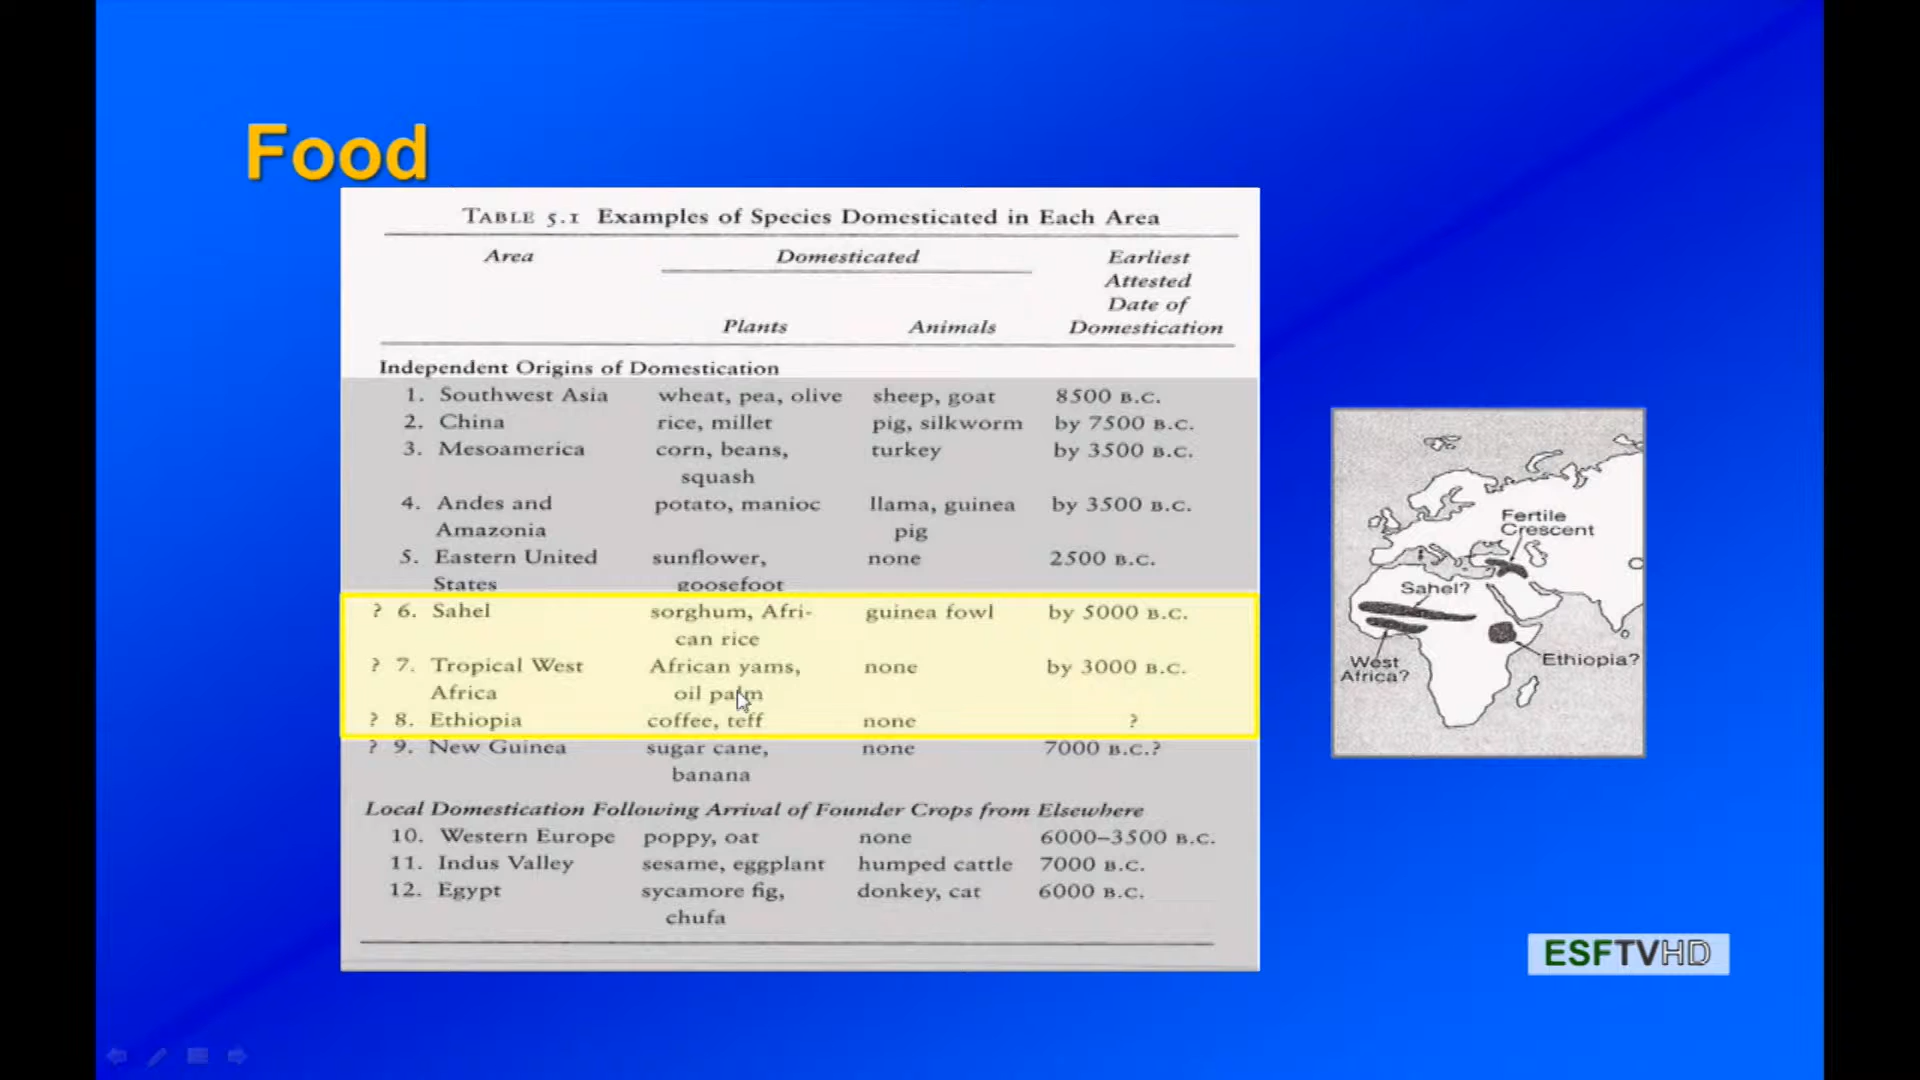 Food
TABLE 5.1 Examples of Species Domesticated in Each Area
Area Domesticated Earliest
Attested
Date of
Plants Animals Domestication
Independent Origins of Domestication
1. Southwest Asia wheat, pea, olive sheep, goat 8500 B.C.
2. China rice, millet pig, silkworm by 7500 B.C.
3. Mesoamerica corn, beans, turkey by 3500 B.C.
squash
4. Andes and potato, manioc llama, guinea by 3500 B.C.
Amazonia pig
5. Eastern United sunflower, none 2500 B.C.
States goosefoot
? 6. Sahel sorghum, Afri- guinea fowl by 5000 B.C.
can rice
? 7. Tropical West African yams, none by 3000 B.C.
Africa oil palm
? 8. Ethiopia coffee, teff none ?
? 9. New Guinea sugar cane, none 7000 B.C.?
banana
Local Domestication Following Arrival of Founder Crops from Elsewhere
10. Western Europe poppy, oat none 6000–3500 B.C.
11. Indus Valley sesame, eggplant humped cattle 7000 B.C.
12. Egypt sycamore fig, donkey, cat 6000 B.C.
chufa
Fertile
Crescent
Sahel?
West
Africa?
Ethiopia?
ESFTVHD